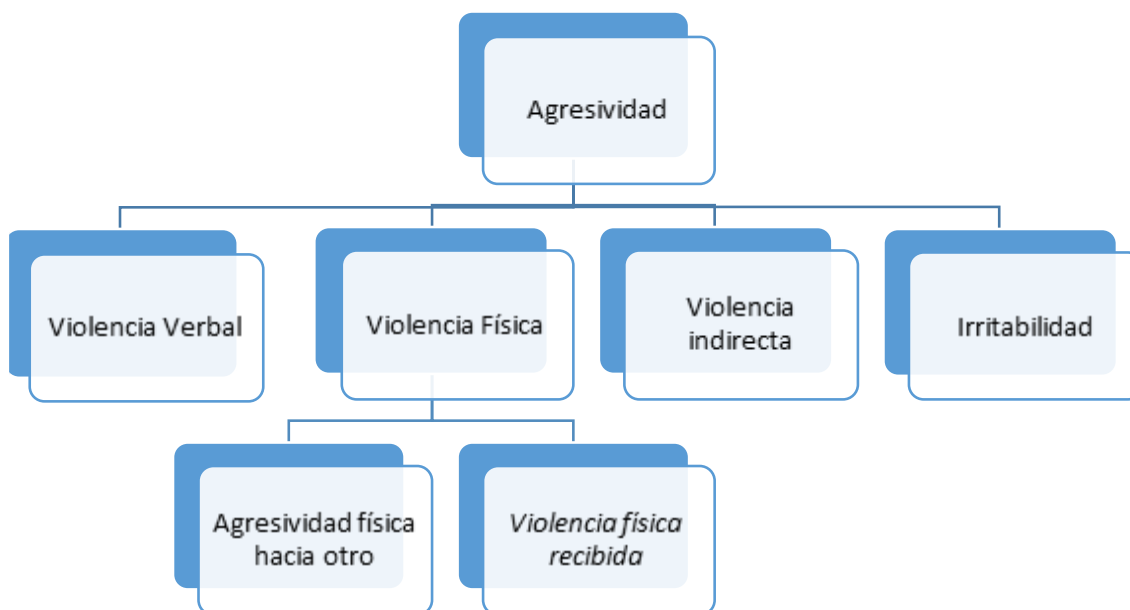 Agresividad
Violencia Verbal
Violencia Física
Violencia
indirecta
Irritabilidad
Agresividad física
hacia otro
Violencia física
recibida